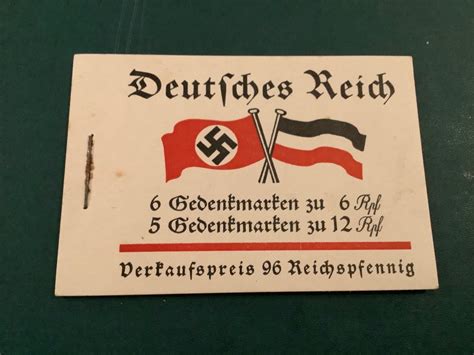 Deutſches Reich
6 Gedenkmarken zu 6 Rpf
5 Gedenkmarken zu 12 Rpf
Verkaufspreis 96 Reichspfennig